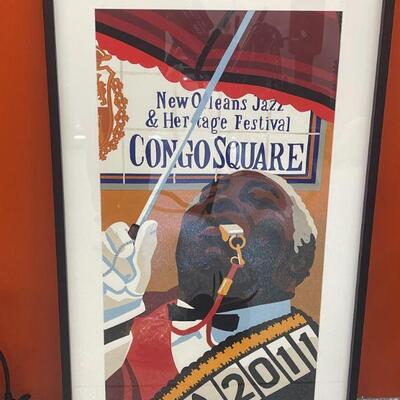 New Orleans Jazz
& Heritage Festival
CONGO SQUARE
2011